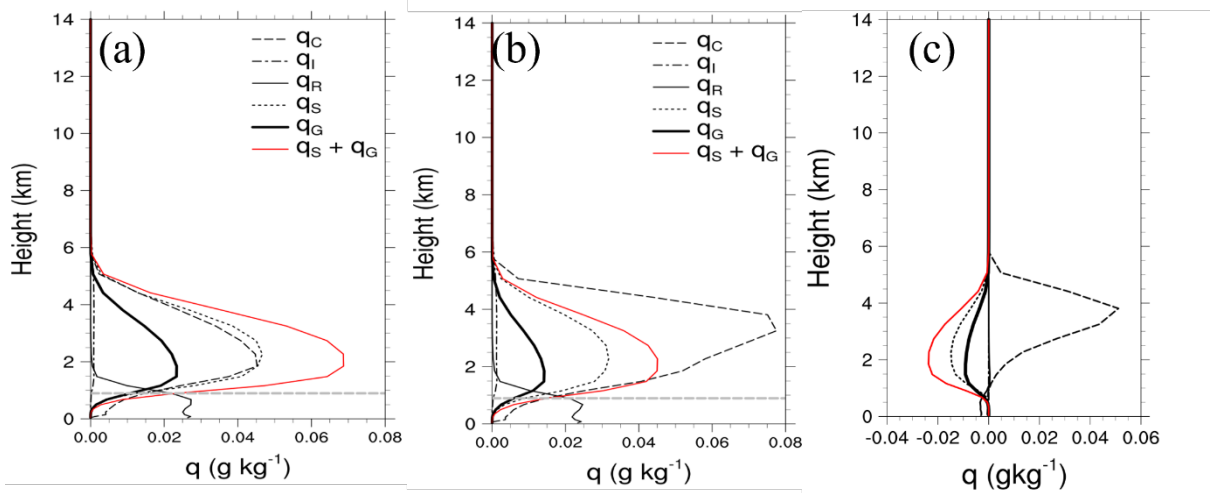 (a)
q_C
q_I
q_R
q_S
q_G
q_S + q_G
14
12
10
8
6
4
2
0
Height (km)
0.00 0.02 0.04 0.06 0.08
q (g kg⁻¹)
(b)
q_C
q_I
q_R
q_S
q_G
q_S + q_G
14
12
10
8
6
4
2
0
Height (km)
0.00 0.02 0.04 0.06 0.08
q (g kg⁻¹)
(c)
14
12
10
8
6
4
2
0
Height (km)
-0.04 -0.02 0.00 0.02 0.04 0.06
q (gkg⁻¹)